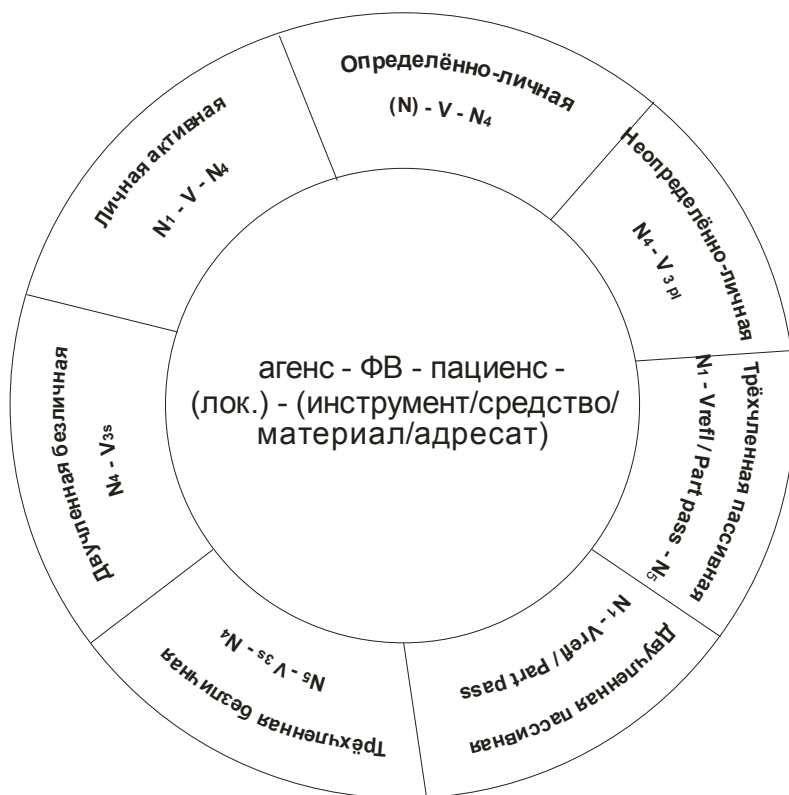 Определённо-личная
(N) - V - N₄
Неопределённо-личная
N₄ - V ₃ ₚₗ
Трёхчленная пассивная
N₁ - Vrefl / Part pass - N₅
Двучленная пассивная
N₁ - Vrefl / Part pass
Трёхчленная безличная
N₅ - V₃ₛ - N₄
Двучленная безличная
N₄ - V₃ₛ
Личная активная
N₁ - V - N₄
агенс - ФВ - пациенс -
(лок.) - (инструмент/средство/
материал/адресат)